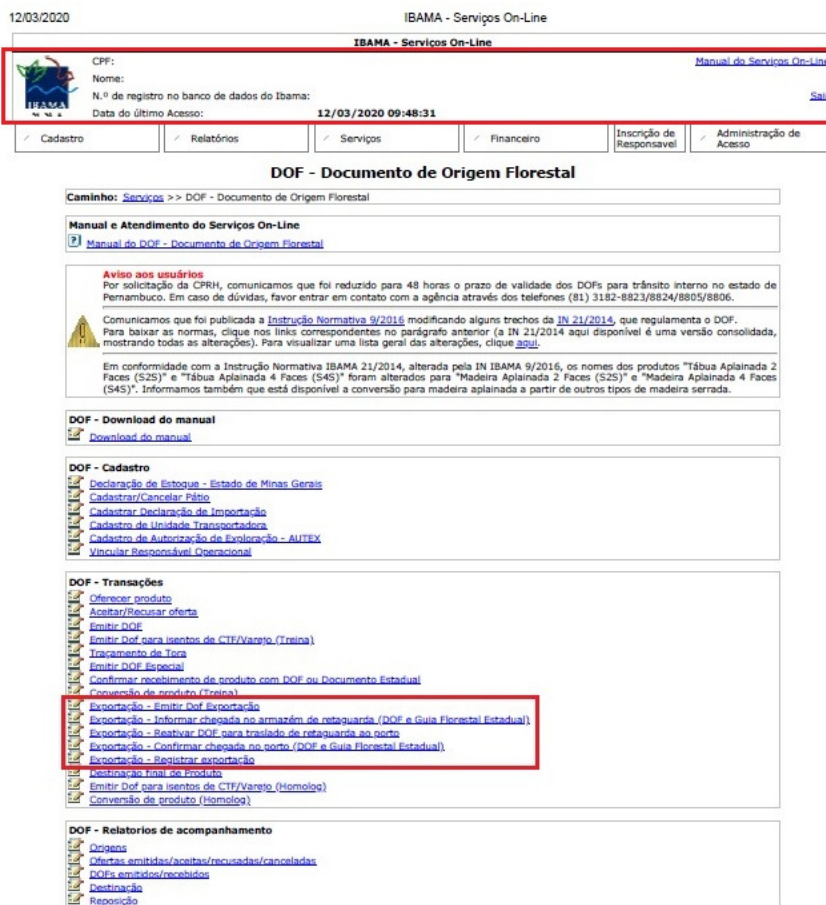 12/03/2020
IBAMA - Serviços On-Line
IBAMA - Serviços On-Line
CPF:
Manual do Serviços On-Line
Nome:
N.º de registro no banco de dados do Ibama:
Sair
Data do último Acesso: 12/03/2020 09:48:31
IBAMA
M M A
Cadastro
Relatórios
Serviços
Financeiro
Inscrição de Responsavel
Administração de Acesso
DOF - Documento de Origem Florestal
Caminho: Serviços >> DOF - Documento de Origem Florestal
Manual e Atendimento do Serviços On-Line
Manual do DOF - Documento de Origem Florestal
Aviso aos usuários
Por solicitação da CPRH, comunicamos que foi reduzido para 48 horas o prazo de validade dos DOFs para trânsito interno no estado de
Pernambuco. Em caso de dúvidas, favor entrar em contato com a agência através dos telefones (81) 3182-8823/8824/8805/8806.
Comunicamos que foi publicada a Instrução Normativa 9/2016 modificando alguns trechos da IN 21/2014, que regulamenta o DOF.
Para baixar as normas, clique nos links correspondentes no parágrafo anterior (a IN 21/2014 aqui disponível é uma versão consolidada,
mostrando todas as alterações). Para visualizar uma lista geral das alterações, clique aqui.
Em conformidade com a Instrução Normativa IBAMA 21/2014, alterada pela IN IBAMA 9/2016, os nomes dos produtos "Tábua Aplainada 2
Faces (S2S)" e "Tábua Aplainada 4 Faces (S4S)" foram alterados para "Madeira Aplainada 2 Faces (S2S)" e "Madeira Aplainada 4 Faces
(S4S)". Informamos também que está disponível a conversão para madeira aplainada a partir de outros tipos de madeira serrada.
DOF - Download do manual
Download do manual
DOF - Cadastro
Declaração de Estoque - Estado de Minas Gerais
Cadastrar/Cancelar Pátio
Cadastrar Declaração de Importação
Cadastro de Unidade Transportadora
Cadastro de Autorização de Exploração - AUTEX
Vincular Responsável Operacional
DOF - Transações
Oferecer produto
Aceitar/Recusar oferta
Emitir DOF
Emitir Dof para isentos de CTF/Varejo (Treina)
Traçamento de Tora
Emitir DOF Especial
Confirmar recebimento de produto com DOF ou Documento Estadual
Conversão de produto (Treina)
Exportação - Emitir Dof Exportação
Exportação - Informar chegada no armazém de retaguarda (DOF e Guia Florestal Estadual)
Exportação - Reativar DOF para traslado de retaguarda ao porto
Exportação - Confirmar chegada no porto (DOF e Guia Florestal Estadual)
Exportação - Registrar exportação
Destinação final de Produto
Emitir Dof para isentos de CTF/Varejo (Homolog)
Conversão de produto (Homolog)
DOF - Relatorios de acompanhamento
Origens
Ofertas emitidas/aceitas/recusadas/canceladas
DOFs emitidos/recebidos
Destinação
Reposição